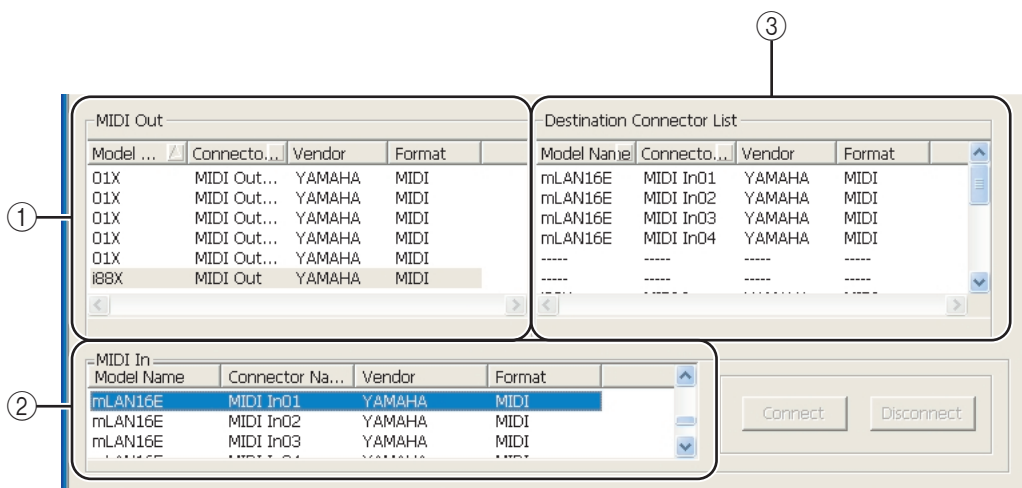 ③
MIDI Out
Model ... Connecto... Vendor Format
01X MIDI Out... YAMAHA MIDI
01X MIDI Out... YAMAHA MIDI
01X MIDI Out... YAMAHA MIDI
01X MIDI Out... YAMAHA MIDI
01X MIDI Out... YAMAHA MIDI
i88X MIDI Out YAMAHA MIDI
①
Destination Connector List
Model Name Connecto... Vendor Format
mLAN16E MIDI In01 YAMAHA MIDI
mLAN16E MIDI In02 YAMAHA MIDI
mLAN16E MIDI In03 YAMAHA MIDI
mLAN16E MIDI In04 YAMAHA MIDI
----- ----- ----- -----
----- ----- ----- -----
MIDI In
Model Name Connector Na... Vendor Format
mLAN16E MIDI In01 YAMAHA MIDI
mLAN16E MIDI In02 YAMAHA MIDI
mLAN16E MIDI In03 YAMAHA MIDI
②
Connect Disconnect